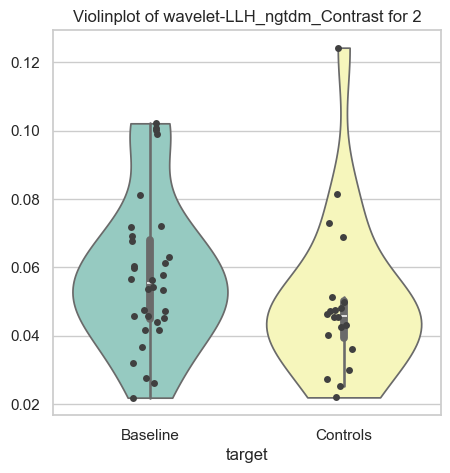 Violinplot of wavelet-LLH_ngtdm_Contrast for 2
0.12
0.10
0.08
0.06
0.04
0.02
Baseline
Controls
target